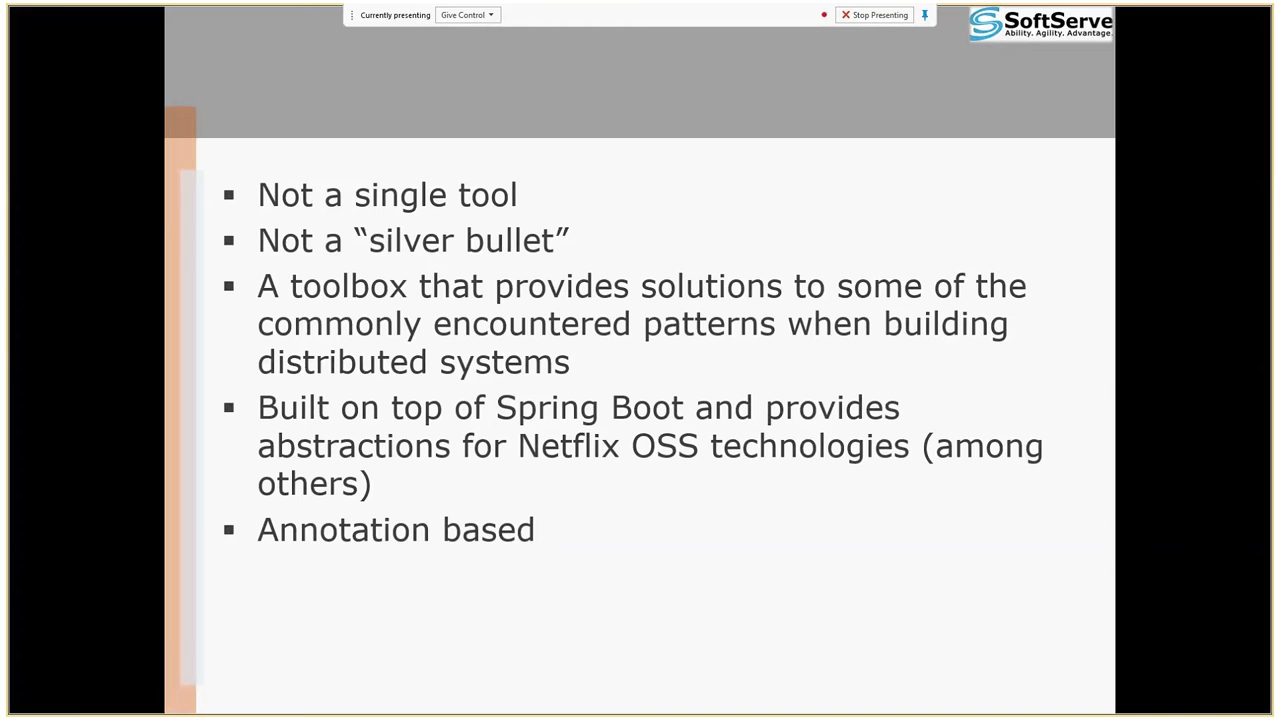 Currently presenting Give Control Stop Presenting
SoftServe
Ability. Agility. Advantage.
▪ Not a single tool
▪ Not a “silver bullet”
▪ A toolbox that provides solutions to some of the
commonly encountered patterns when building
distributed systems
▪ Built on top of Spring Boot and provides
abstractions for Netflix OSS technologies (among
others)
▪ Annotation based